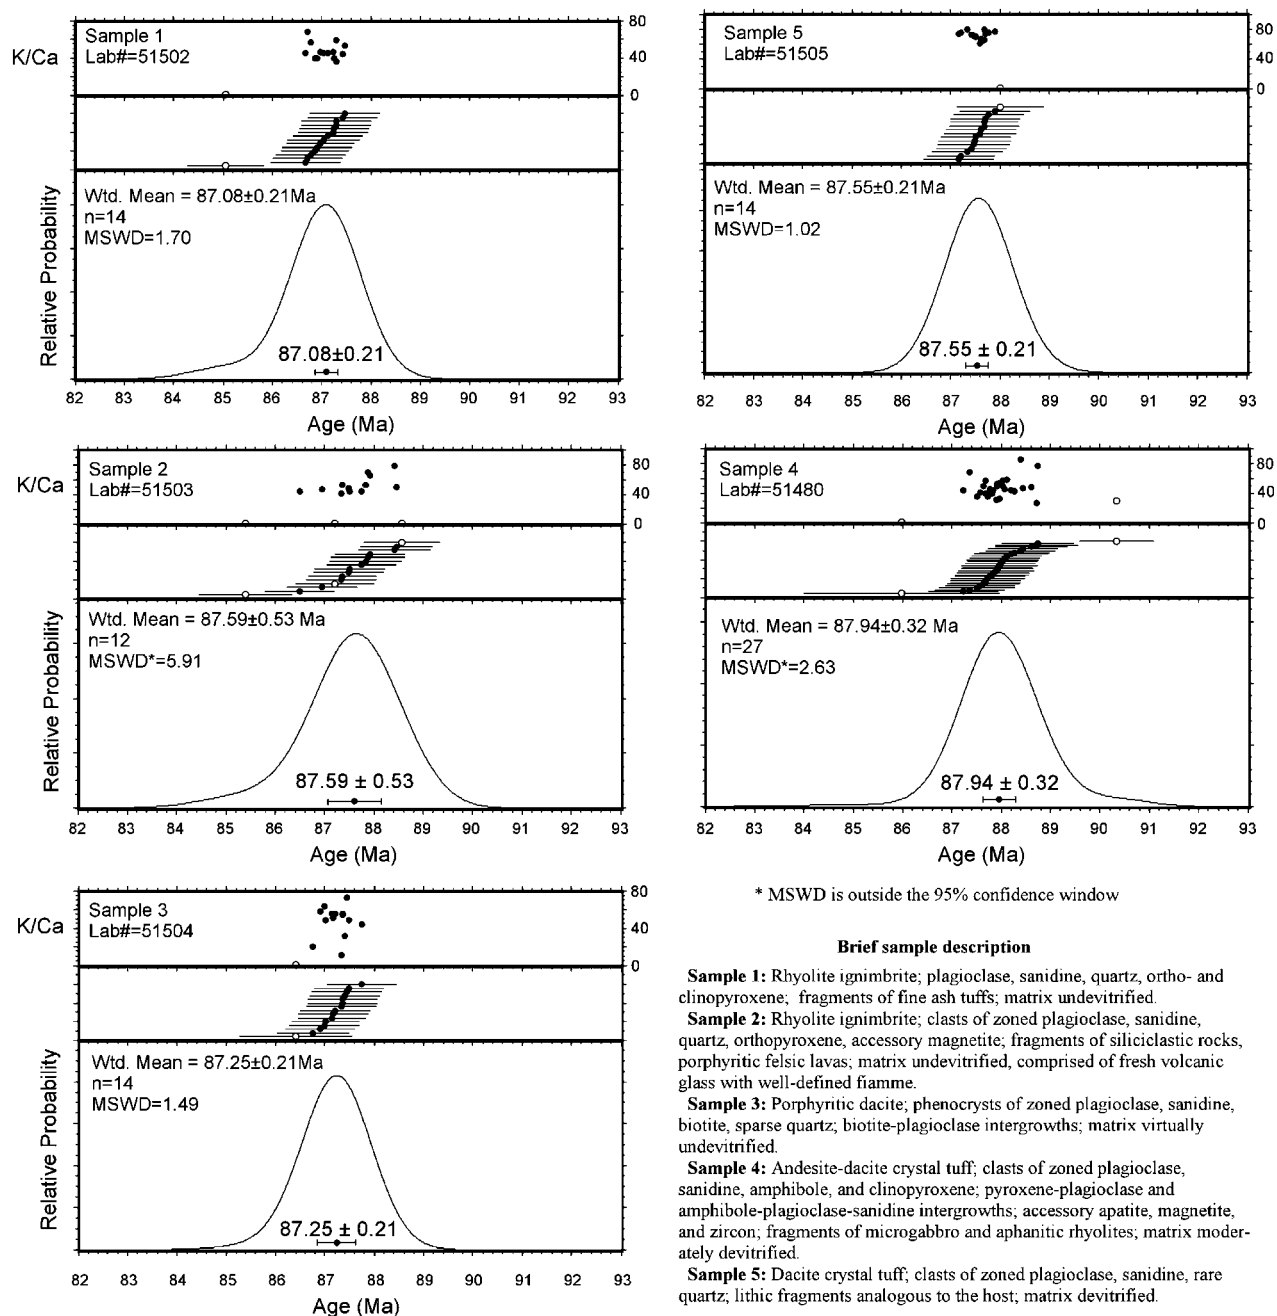 Sample 1
Lab#=51502
K/Ca
80
40
0
Wtd. Mean = 87.08±0.21Ma
n=14
MSWD=1.70
Relative Probability
87.08±0.21
82 83 84 85 86 87 88 89 90 91 92 93
Age (Ma)
Sample 5
Lab#=51505
80
40
0
Wtd. Mean = 87.55±0.21Ma
n=14
MSWD=1.02
87.55 ± 0.21
82 83 84 85 86 87 88 89 90 91 92 93
Age (Ma)
Sample 2
Lab#=51503
K/Ca
80
40
0
Wtd. Mean = 87.59±0.53 Ma
n=12
MSWD*=5.91
Relative Probability
87.59 ± 0.53
82 83 84 85 86 87 88 89 90 91 92 93
Age (Ma)
Sample 4
Lab#=51480
80
40
0
Wtd. Mean = 87.94±0.32 Ma
n=27
MSWD*=2.63
87.94 ± 0.32
82 83 84 85 86 87 88 89 90 91 92 93
Age (Ma)
Sample 3
Lab#=51504
K/Ca
80
40
0
Wtd. Mean = 87.25±0.21Ma
n=14
MSWD=1.49
Relative Probability
87.25 ± 0.21
82 83 84 85 86 87 88 89 90 91 92 93
Age (Ma)
* MSWD is outside the 95% confidence window
Brief sample description
Sample 1: Rhyolite ignimbrite; plagioclase, sanidine, quartz, ortho- and
clinopyroxene; fragments of fine ash tuffs; matrix undevitrified.
Sample 2: Rhyolite ignimbrite; clasts of zoned plagioclase, sanidine,
quartz, orthopyroxene, accessory magnetite; fragments of siliciclastic rocks,
porphyritic felsic lavas; matrix undevitrified, comprised of fresh volcanic
glass with well-defined fiamme.
Sample 3: Porphyritic dacite; phenocrysts of zoned plagioclase, sanidine,
biotite, sparse quartz; biotite-plagioclase intergrowths; matrix virtually
undevitrified.
Sample 4: Andesite-dacite crystal tuff; clasts of zoned plagioclase,
sanidine, amphibole, and clinopyroxene; pyroxene-plagioclase and
amphibole-plagioclase-sanidine intergrowths; accessory apatite, magnetite,
and zircon; fragments of microgabbro and aphanitic rhyolites; matrix moder-
ately devitrified.
Sample 5: Dacite crystal tuff; clasts of zoned plagioclase, sanidine, rare
quartz; lithic fragments analogous to the host; matrix devitrified.